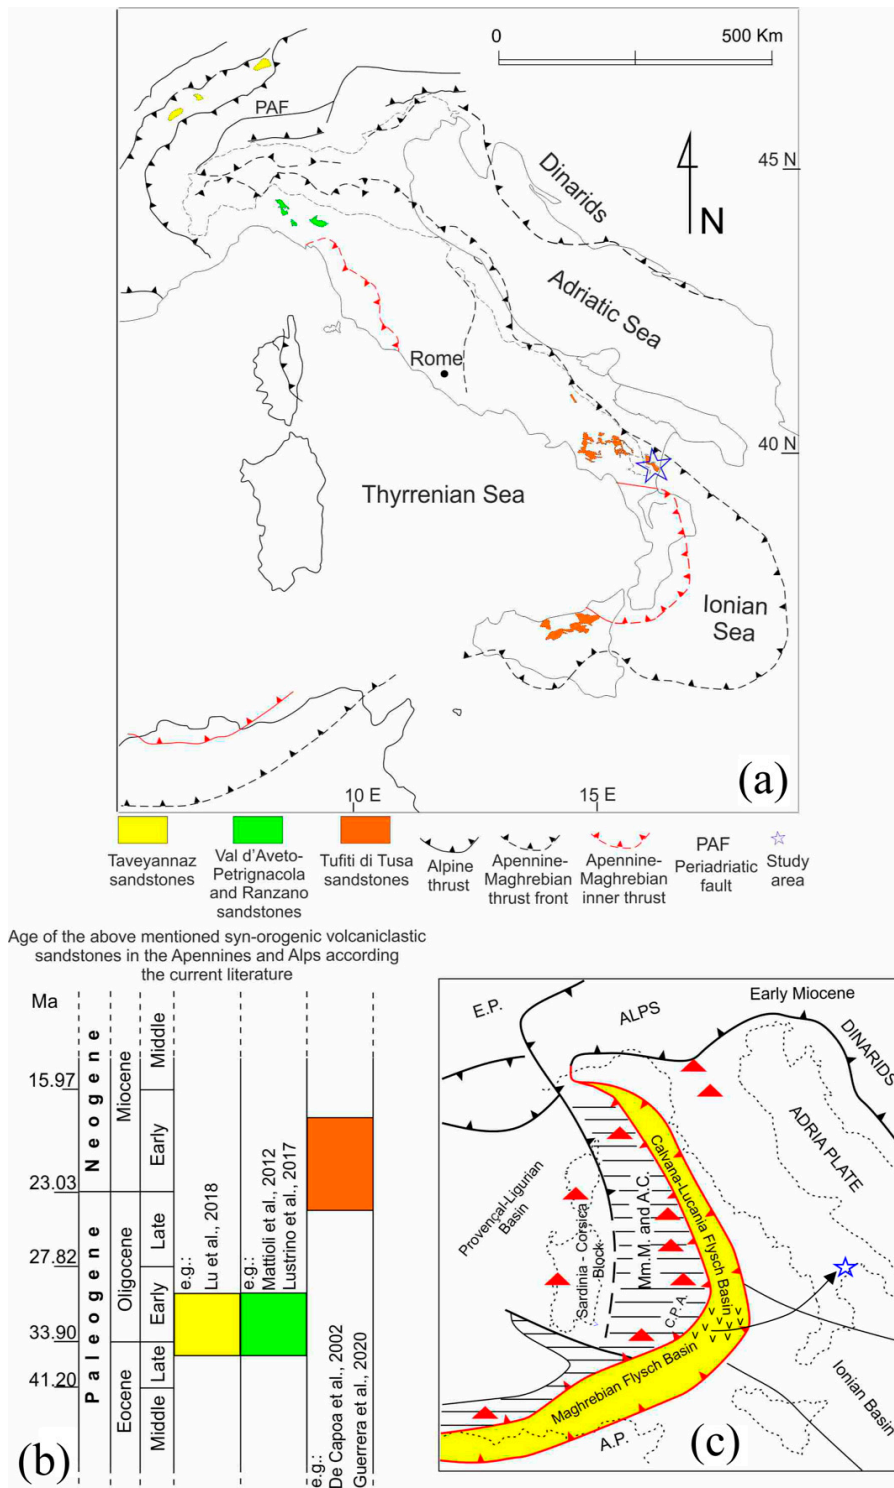 0 500 Km
PAF
45 N
Dinarids
N
Adriatic Sea
Rome
40 N
Thyrrenian Sea
Ionian
Sea
(a)
10 E 15 E
Taveyannaz
sandstones
Val d'Aveto-
Petrignacola
and Ranzano
sandstones
Tufiti di Tusa
sandstones
Alpine
thrust
Apennine-
Maghrebian
thrust front
Apennine-
Maghrebian
inner thrust
PAF
Periadriatic
fault
Study
area
Age of the above mentioned syn-orogenic volcaniclastic
sandstones in the Apennines and Alps according
the current literature
Ma
15.97
23.03
27.82
33.90
41.20
Neogene
Paleogene
Miocene
Oligocene
Eocene
Middle
Early
Late
Early
Late
Middle
e.g.:
Lu et al., 2018
e.g.:
Mattioli et al., 2012
Lustrino et al., 2017
e.g.:
De Capoa et al., 2002
Guerrera et al., 2020
(b)
E.P.
ALPS
Early Miocene
DINARIDS
ADRIA PLATE
Provençal-Ligurian
Basin
Sardinia - Corsica
Block
Mm.M. and A.C.
Calvana-Lucania Flysch Basin
C.P.A.
Maghrebian Flysch Basin
A.P.
Ionian Basin
(c)